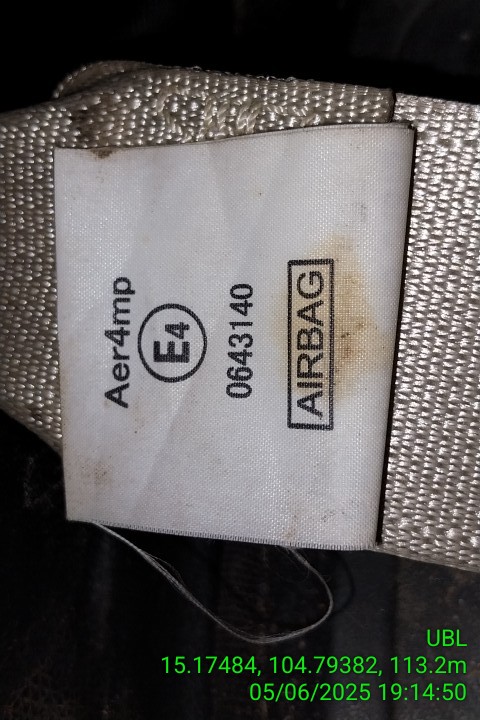 Aer4mp
E4
0643140
AIRBAG
UBL
15.17484, 104.79382, 113.2m
05/06/2025 19:14:50